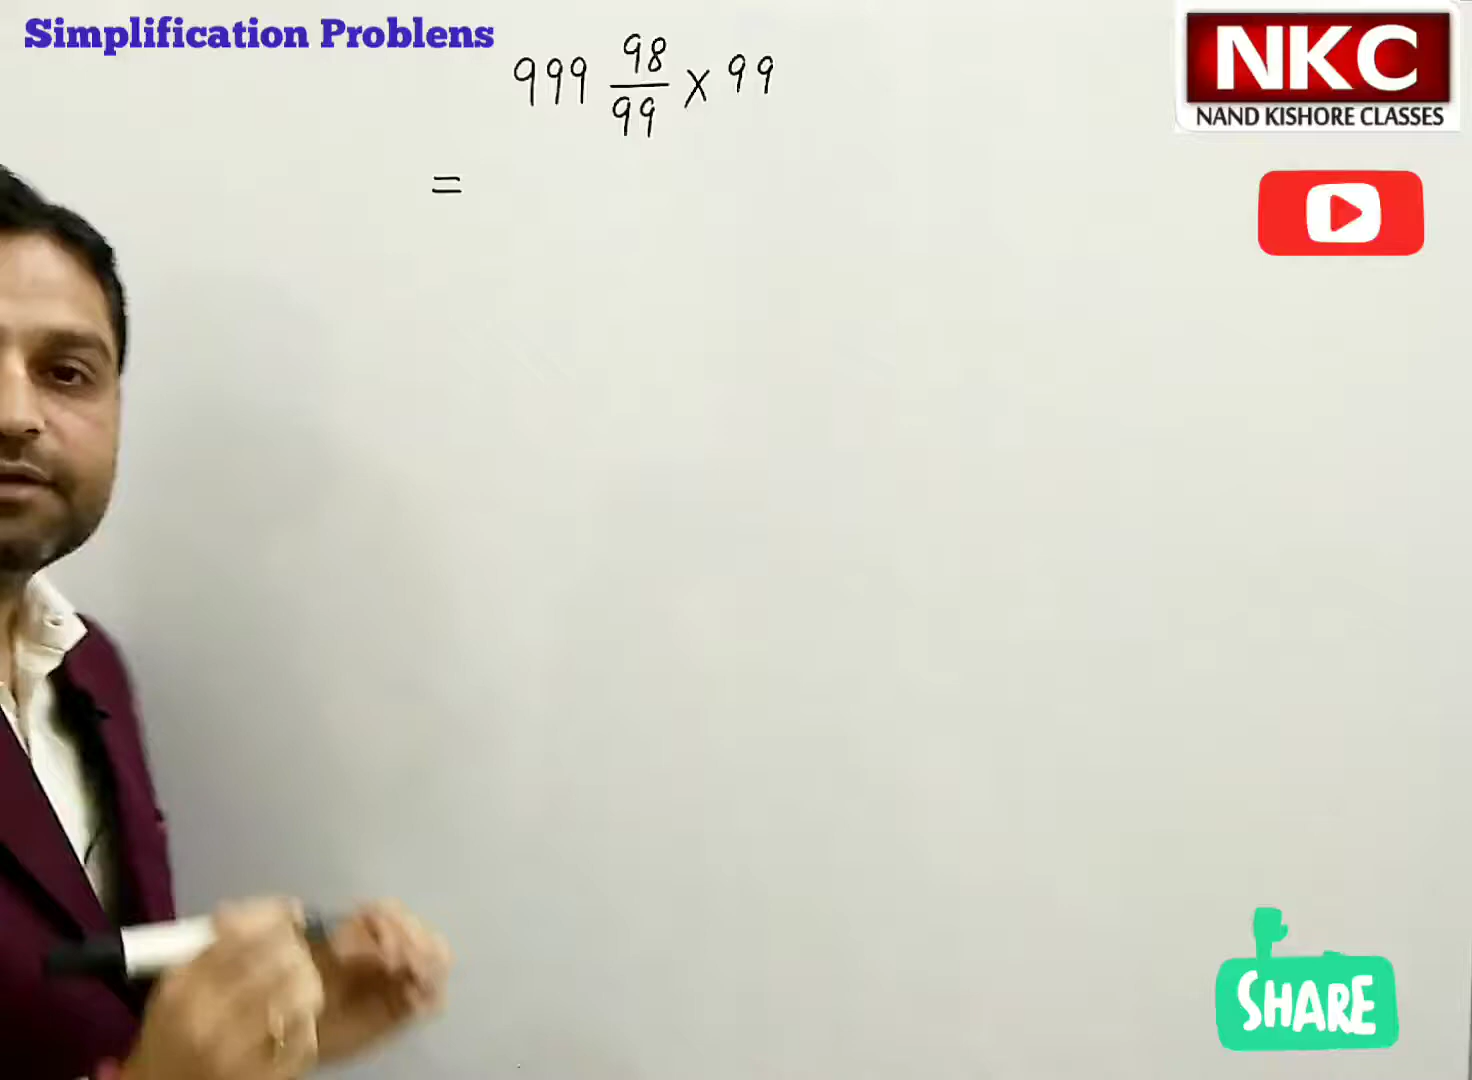 Simplification Problens
999 98/99 × 99
=
NKC
NAND KISHORE CLASSES
SHARE